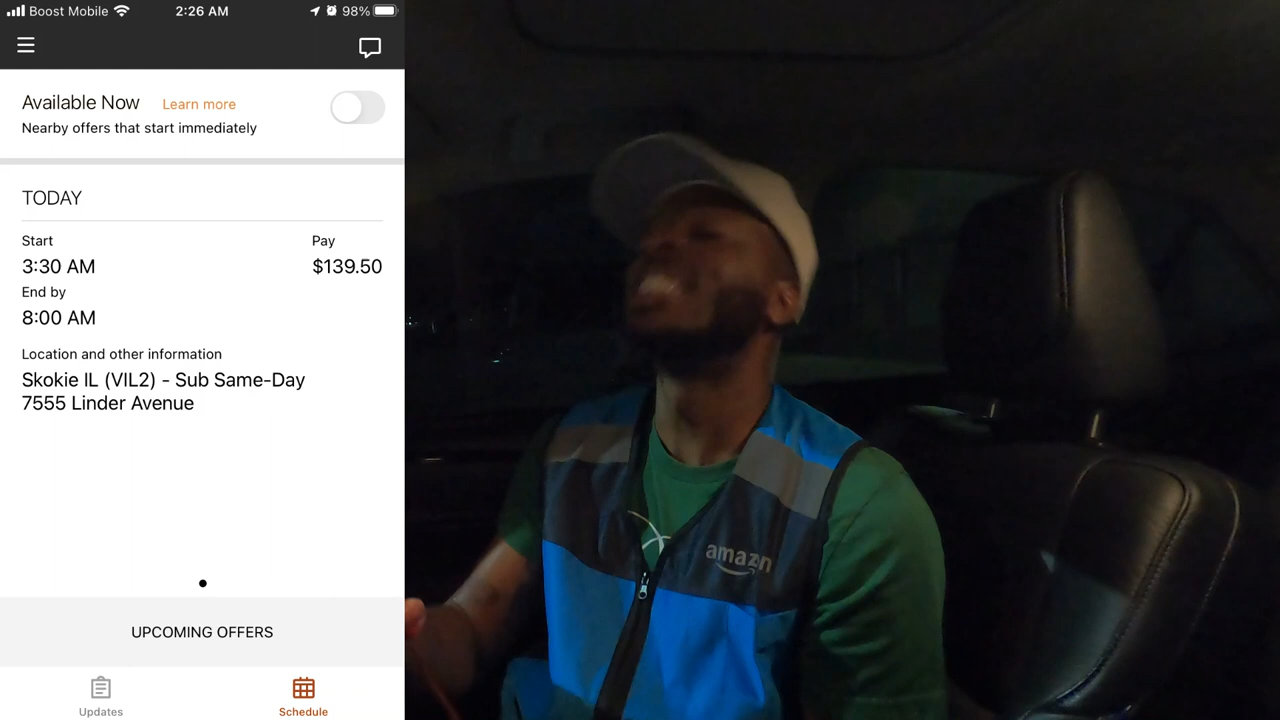 Boost Mobile 2:26 AM 98%
Available Now Learn more
Nearby offers that start immediately
TODAY
Start Pay
3:30 AM $139.50
End by
8:00 AM
Location and other information
Skokie IL (VIL2) - Sub Same-Day
7555 Linder Avenue
UPCOMING OFFERS
Updates Schedule
amazon